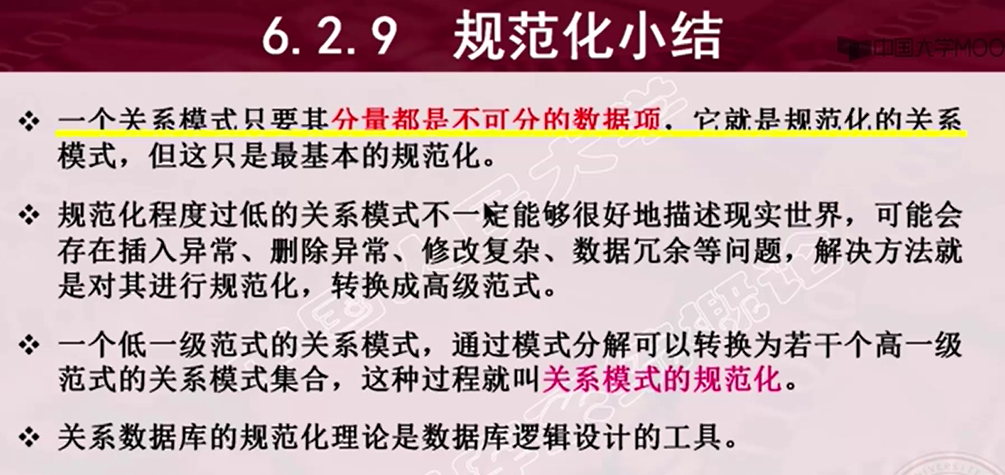 6.2.9 规范化小结
中国大学MOO
❖ 一个关系模式只要其分量都是不可分的数据项，它就是规范化的关系
模式，但这只是最基本的规范化。
❖ 规范化程度过低的关系模式不一定能够很好地描述现实世界，可能会
存在插入异常、删除异常、修改复杂、数据冗余等问题，解决方法就
是对其进行规范化，转换成高级范式。
❖ 一个低一级范式的关系模式，通过模式分解可以转换为若干个高一级
范式的关系模式集合，这种过程就叫关系模式的规范化。
❖ 关系数据库的规范化理论是数据库逻辑设计的工具。